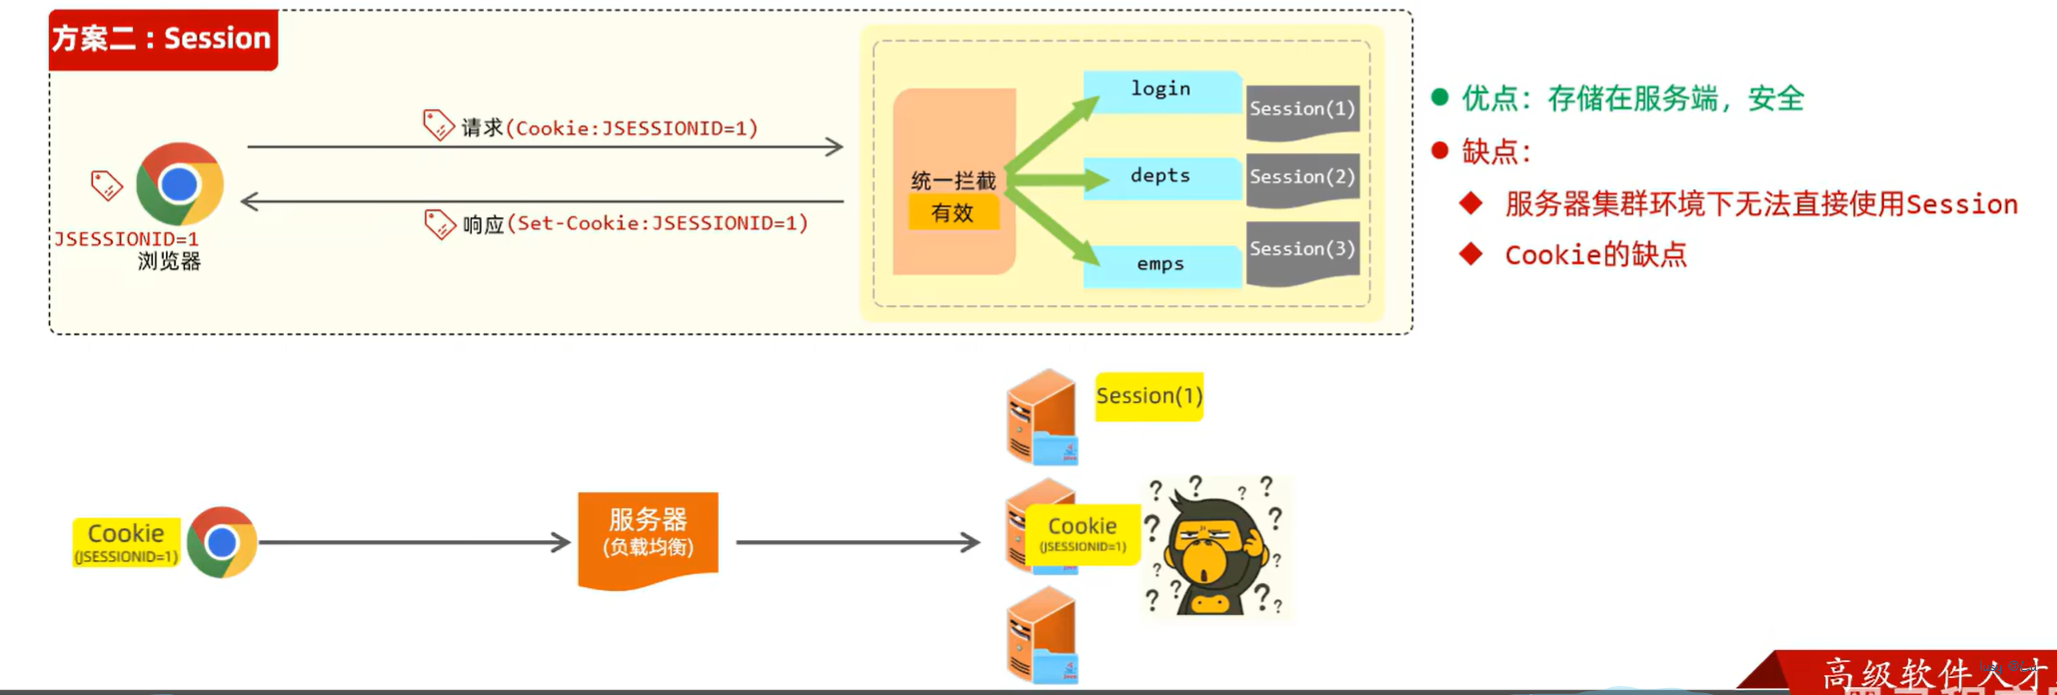 方案二：Session
请求(Cookie:JSESSIONID=1)
响应(Set-Cookie:JSESSIONID=1)
JSESSIONID=1
浏览器
统一拦截
有效
login
depts
emps
Session(1)
Session(2)
Session(3)
优点：存储在服务端，安全
缺点：
服务器集群环境下无法直接使用Session
Cookie的缺点
Cookie
(JSESSIONID=1)
服务器
(负载均衡)
Session(1)
Cookie
(JSESSIONID=1)
高级软件人才